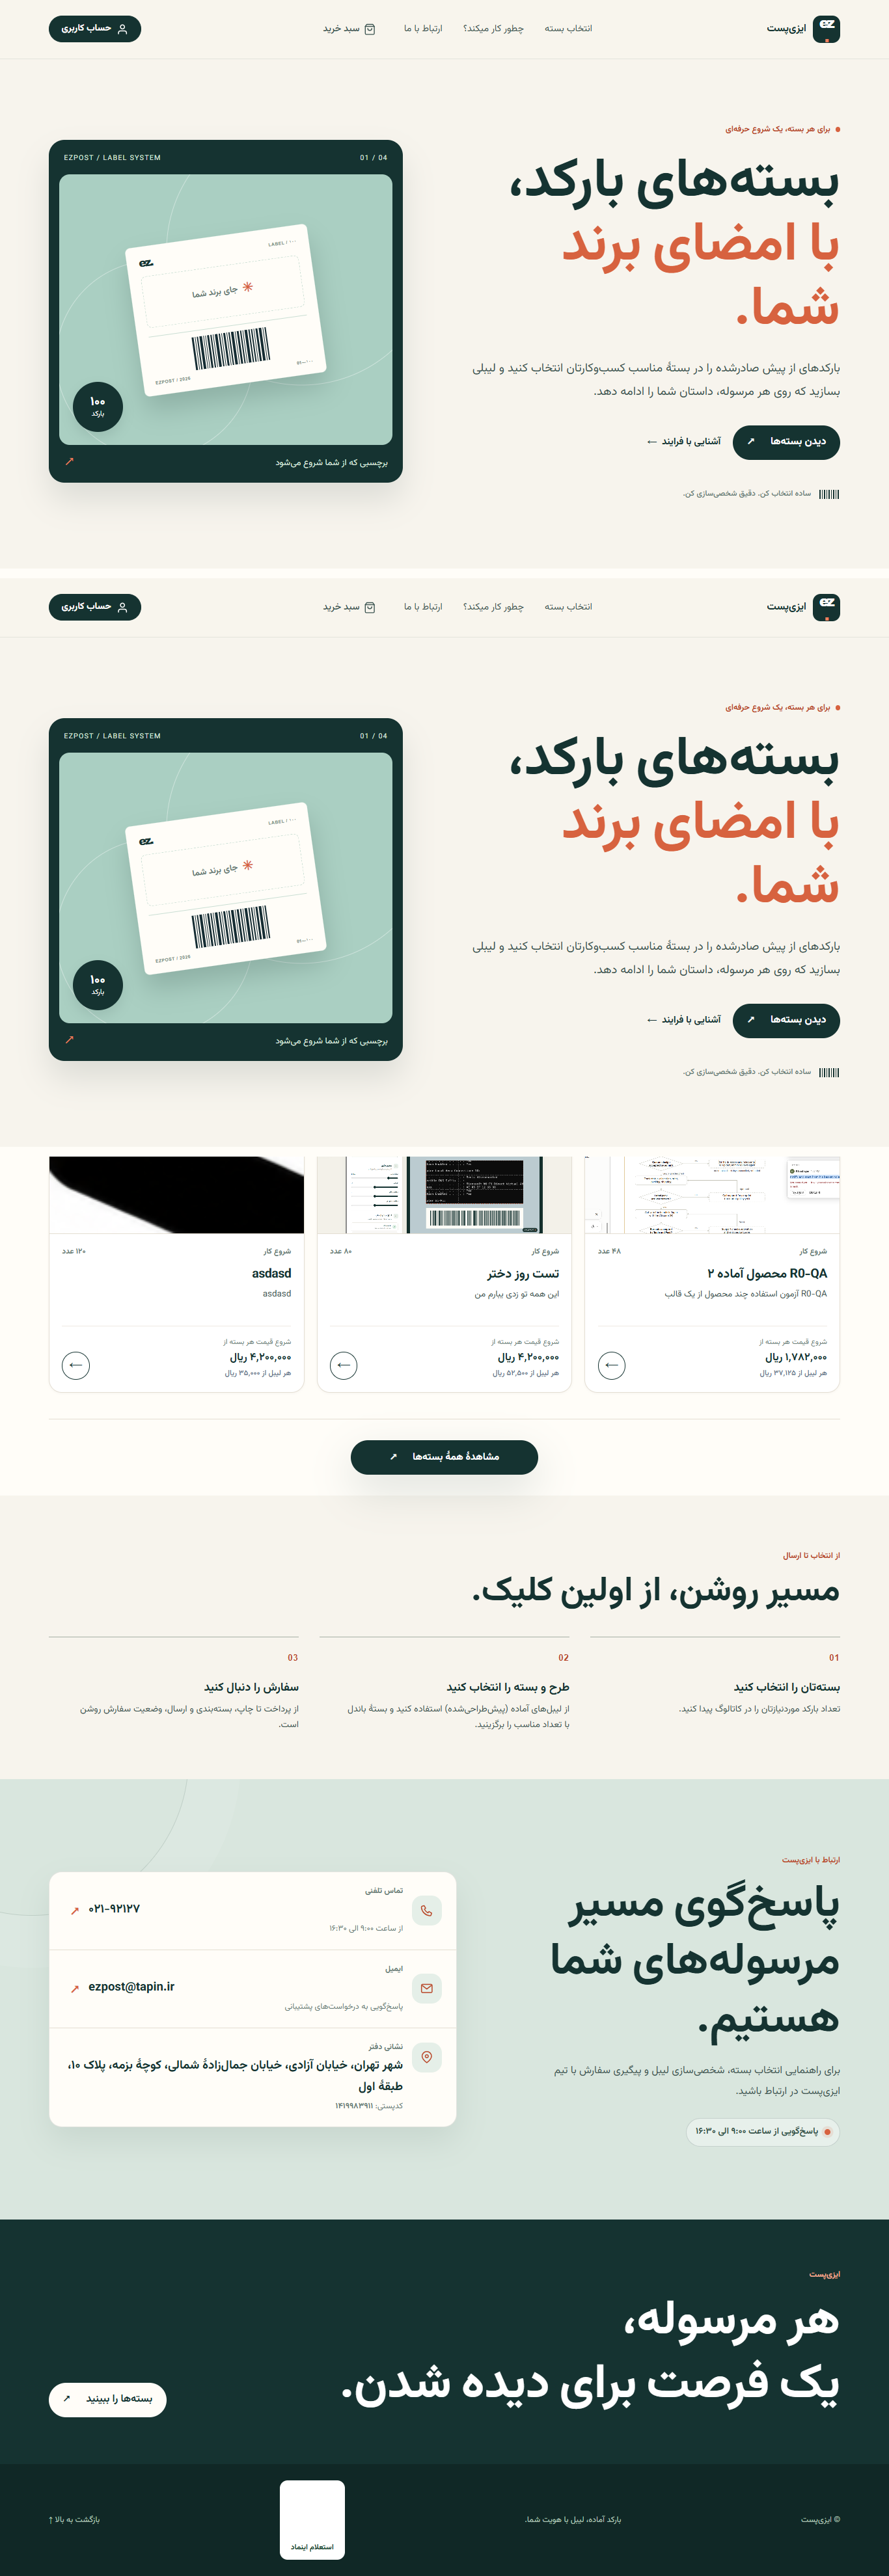 ez
ایزی‌پست
انتخاب بسته
چطور کار میکند؟
ارتباط با ما
سبد خرید
حساب کاربری
برای هر بسته، یک شروع حرفه‌ای
بسته‌های بارکد،
با امضای برند
شما.
بارکدهای از پیش صادرشده را در بستهٔ مناسب کسب‌وکارتان انتخاب کنید و لیبلی
بسازید که روی هر مرسوله، داستان شما را ادامه دهد.
دیدن بسته‌ها ↗
آشنایی با فرایند ←
ساده انتخاب کن. دقیق شخصی‌سازی کن.
EZPOST / LABEL SYSTEM
01 / 04
ez.
جای برند شما
EZPOST / 2026
۱۰۰
بارکد
برچسبی که از شما شروع می‌شود ↗
ez
ایزی‌پست
انتخاب بسته
چطور کار میکند؟
ارتباط با ما
سبد خرید
حساب کاربری
برای هر بسته، یک شروع حرفه‌ای
بسته‌های بارکد،
با امضای برند
شما.
بارکدهای از پیش صادرشده را در بستهٔ مناسب کسب‌وکارتان انتخاب کنید و لیبلی
بسازید که روی هر مرسوله، داستان شما را ادامه دهد.
دیدن بسته‌ها ↗
آشنایی با فرایند ←
ساده انتخاب کن. دقیق شخصی‌سازی کن.
EZPOST / LABEL SYSTEM
01 / 04
ez.
جای برند شما
EZPOST / 2026
۱۰۰
بارکد
برچسبی که از شما شروع می‌شود ↗
شروع کار
۴۸ عدد
R0-QA محصول آماده ۲
R0-QA آزمون استفاده چند محصول از یک قالب
شروع قیمت هر بسته از
۱,۷۸۲,۰۰۰ ریال
هر لیبل از ۳۷,۱۲۵ ریال
شروع کار
۸۰ عدد
تست روز دختر
این همه تو زدی بیارم من
شروع قیمت هر بسته از
۴,۲۰۰,۰۰۰ ریال
هر لیبل از ۵۲,۵۰۰ ریال
شروع کار
۱۲۰ عدد
asdasd
asdasd
شروع قیمت هر بسته از
۴,۲۰۰,۰۰۰ ریال
هر لیبل از ۳۵,۰۰۰ ریال
مشاهدهٔ همهٔ بسته‌ها ↗
از انتخاب تا ارسال
مسیر روشن، از اولین کلیک.
01
بسته‌تان را انتخاب کنید
تعداد بارکد موردنیازتان را در کاتالوگ پیدا کنید.
02
طرح و بسته را انتخاب کنید
از لیبل‌های آماده (پیش‌طراحی‌شده) استفاده کنید و بستهٔ باندل
با تعداد مناسب را برگزینید.
03
سفارش را دنبال کنید
از پرداخت تا چاپ، بسته‌بندی و ارسال، وضعیت سفارش روشن
است.
ارتباط با ایزی‌پست
پاسخ‌گوی مسیر
مرسوله‌های شما
هستیم.
برای راهنمایی انتخاب بسته، شخصی‌سازی لیبل و پیگیری سفارش با تیم
ایزی‌پست در ارتباط باشید.
پاسخ‌گویی از ساعت ۹:۰۰ الی ۱۶:۳۰
تماس تلفنی
۰۲۱-۹۲۱۲۷ ↗
از ساعت ۹:۰۰ الی ۱۶:۳۰
ایمیل
ezpost@tapin.ir ↗
پاسخ‌گویی به درخواست‌های پشتیبانی
نشانی دفتر
شهر تهران، خیابان آزادی، خیابان جمال‌زادهٔ شمالی، کوچهٔ بزمه، پلاک ۱۰،
طبقهٔ اول
کدپستی: ۱۴۱۹۹۸۳۹۱۱
ایزی‌پست
هر مرسوله،
یک فرصت برای دیده شدن.
بسته‌ها را ببینید ↗
© ایزی‌پست
بارکد آماده، لیبل با هویت شما.
استعلام اینماد
بازگشت به بالا ↑